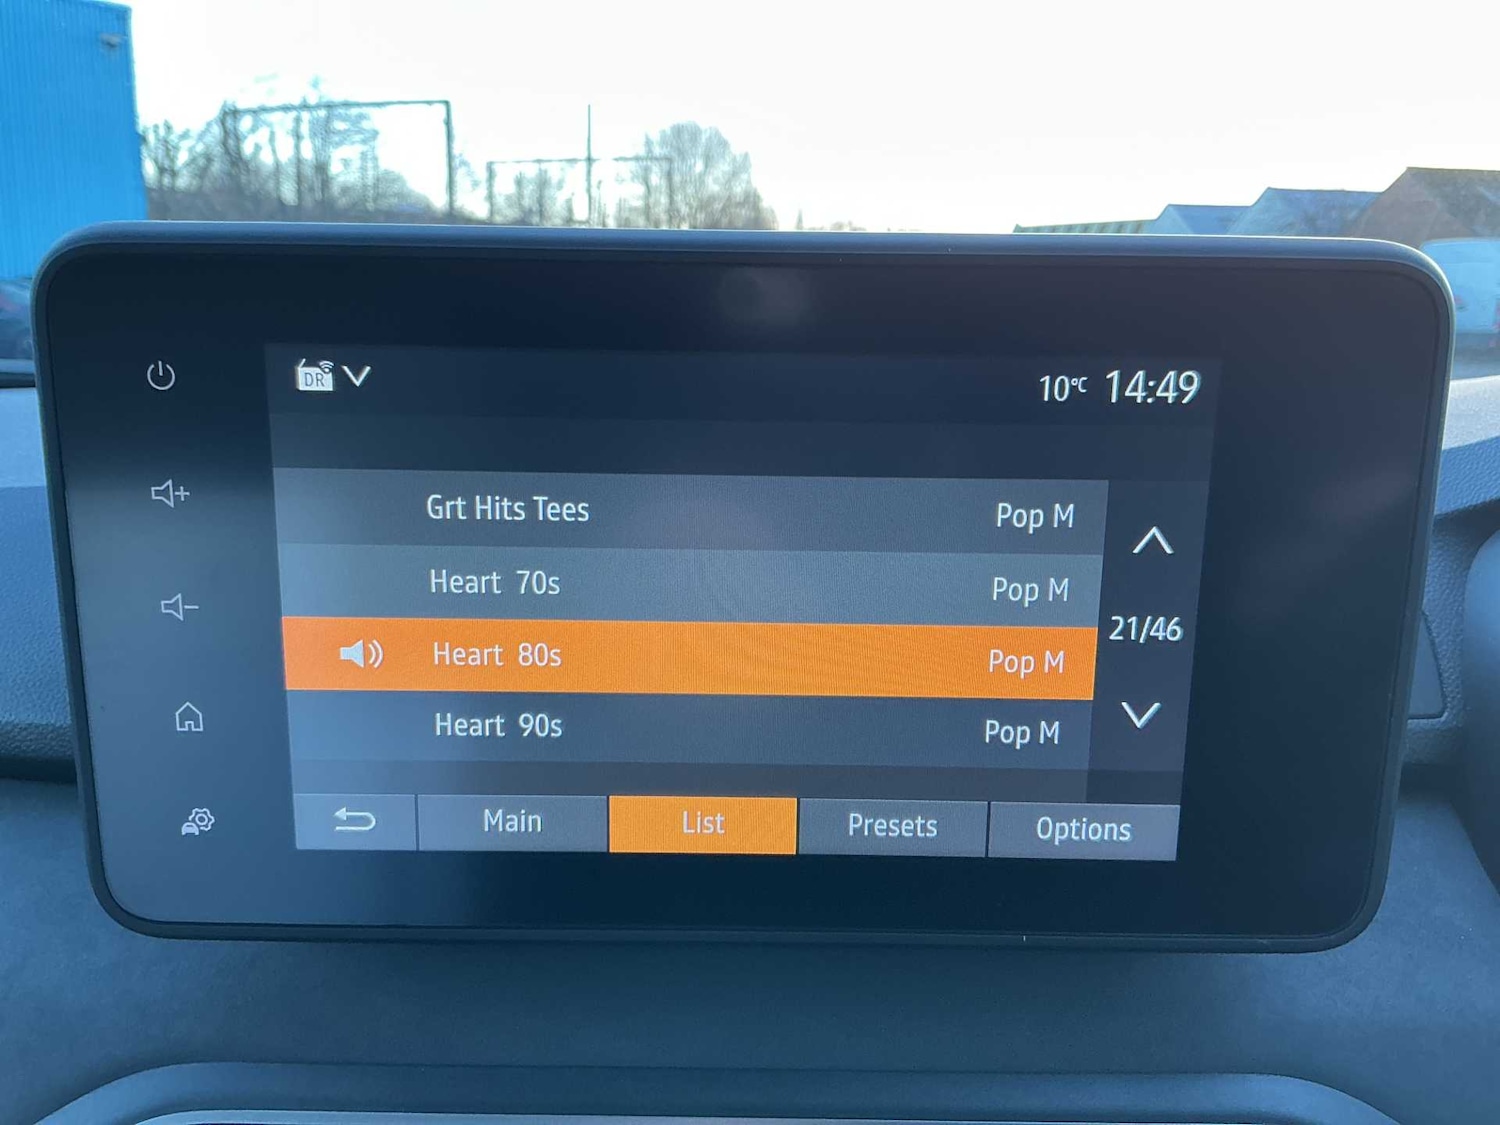 DR
10°C 14:49
Grt Hits Tees Pop M
Heart 70s Pop M
21/46
Heart 80s Pop M
Heart 90s Pop M
Main List Presets Options